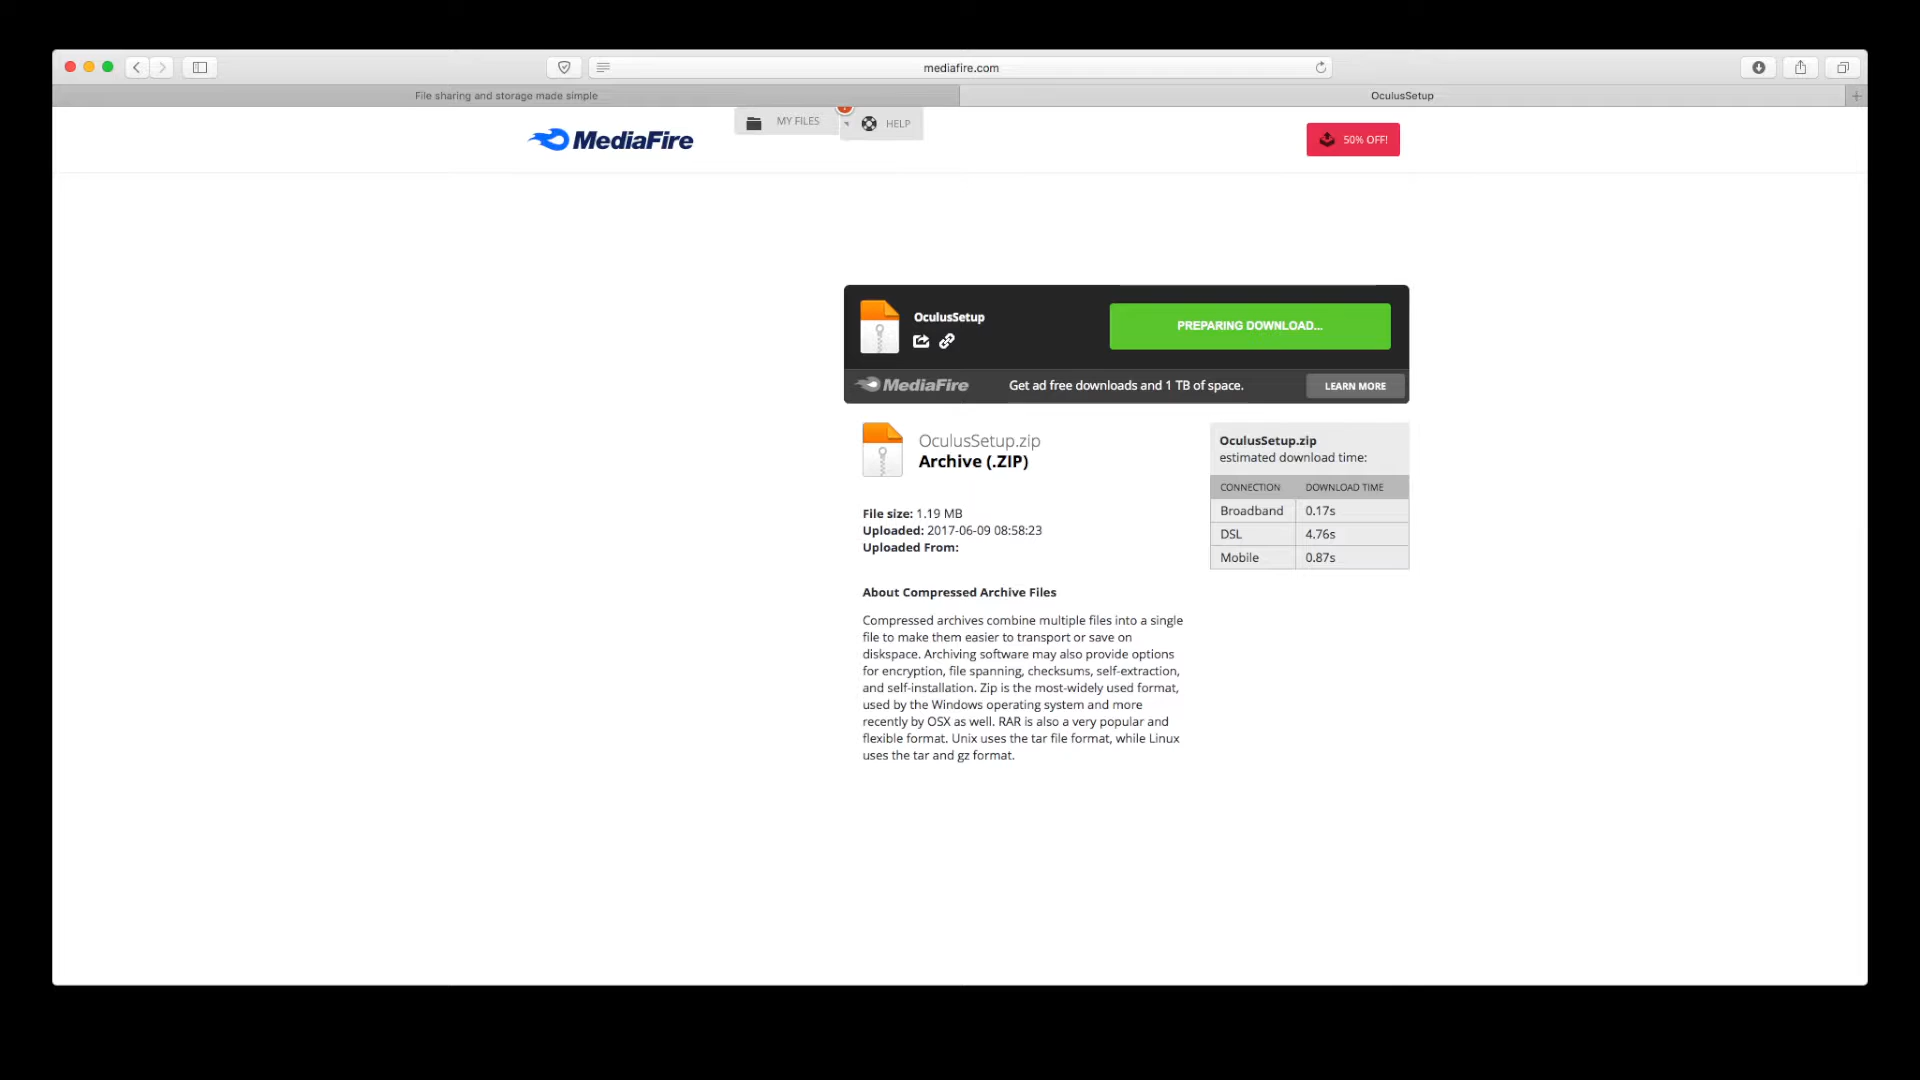 mediafire.com
File sharing and storage made simple
OculusSetup
MediaFire
MY FILES
HELP
50% OFF!
OculusSetup
PREPARING DOWNLOAD...
MediaFire
Get ad free downloads and 1 TB of space.
LEARN MORE
OculusSetup.zip
Archive (.ZIP)
File size: 1.19 MB
Uploaded: 2017-06-09 08:58:23
Uploaded From:
About Compressed Archive Files
Compressed archives combine multiple files into a single
file to make them easier to transport or save on
diskspace. Archiving software may also provide options
for encryption, file spanning, checksums, self-extraction,
and self-installation. Zip is the most-widely used format,
used by the Windows operating system and more
recently by OSX as well. RAR is also a very popular and
flexible format. Unix uses the tar file format, while Linux
uses the tar and gz format.
OculusSetup.zip
estimated download time:
CONNECTION DOWNLOAD TIME
Broadband 0.17s
DSL 4.76s
Mobile 0.87s